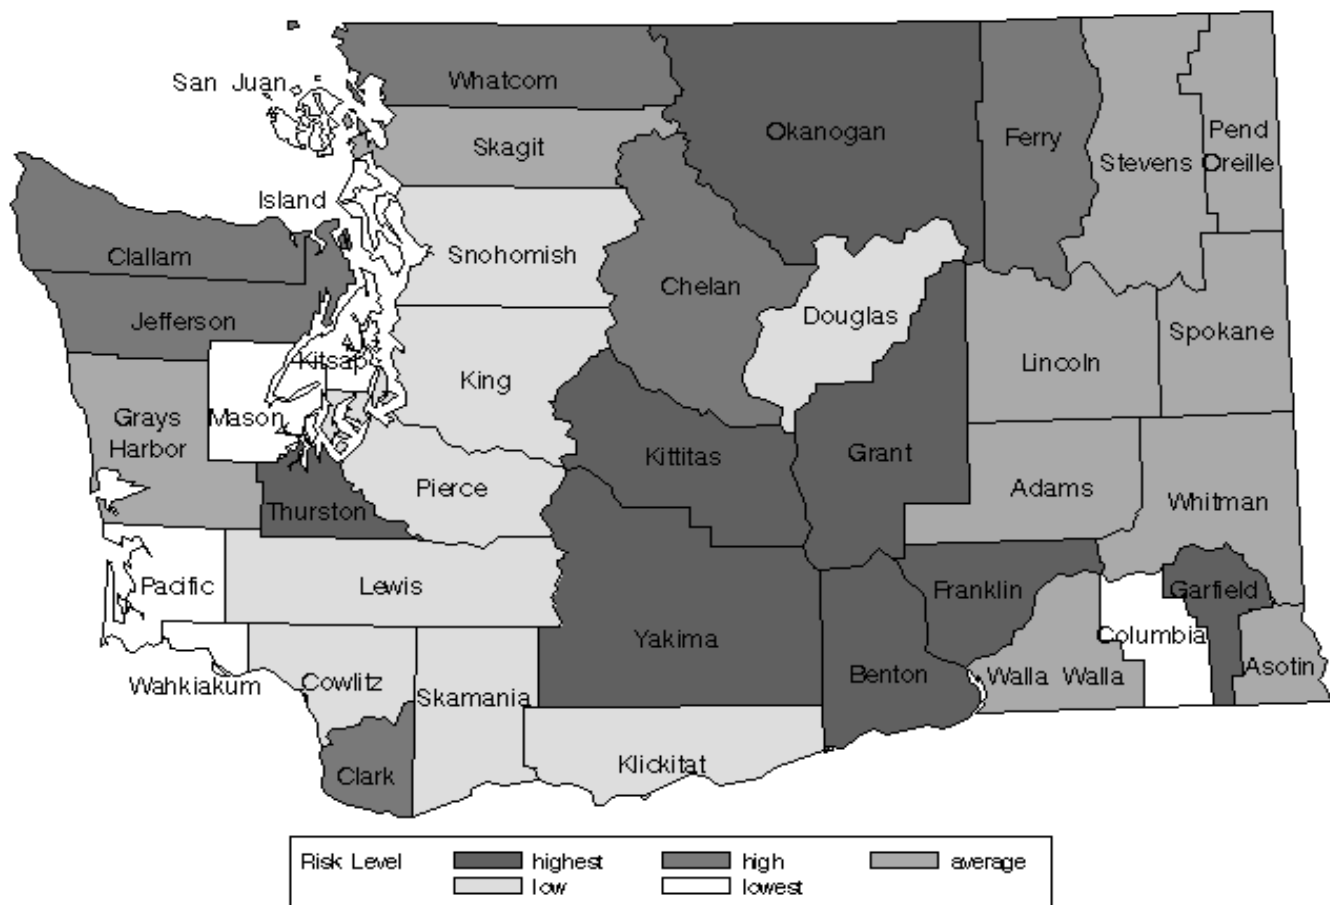 Whatcom
San Juan
Okanogan
Skagit
Ferry
Pend
Oreille
Stevens
Island
Clallam
Snohomish
Chelan
Jefferson
Douglas
Spokane
Kitsap
King
Lincoln
Grays
Harbor
Mason
Kittitas
Grant
Pierce
Adams
Whitman
Thurston
Pacific
Lewis
Franklin
Garfield
Yakima
Columbia
Wahkiakum
Cowlitz
Skamania
Benton
Walla Walla
Asotin
Clark
Klickitat
Risk Level
highest
high
average
low
lowest